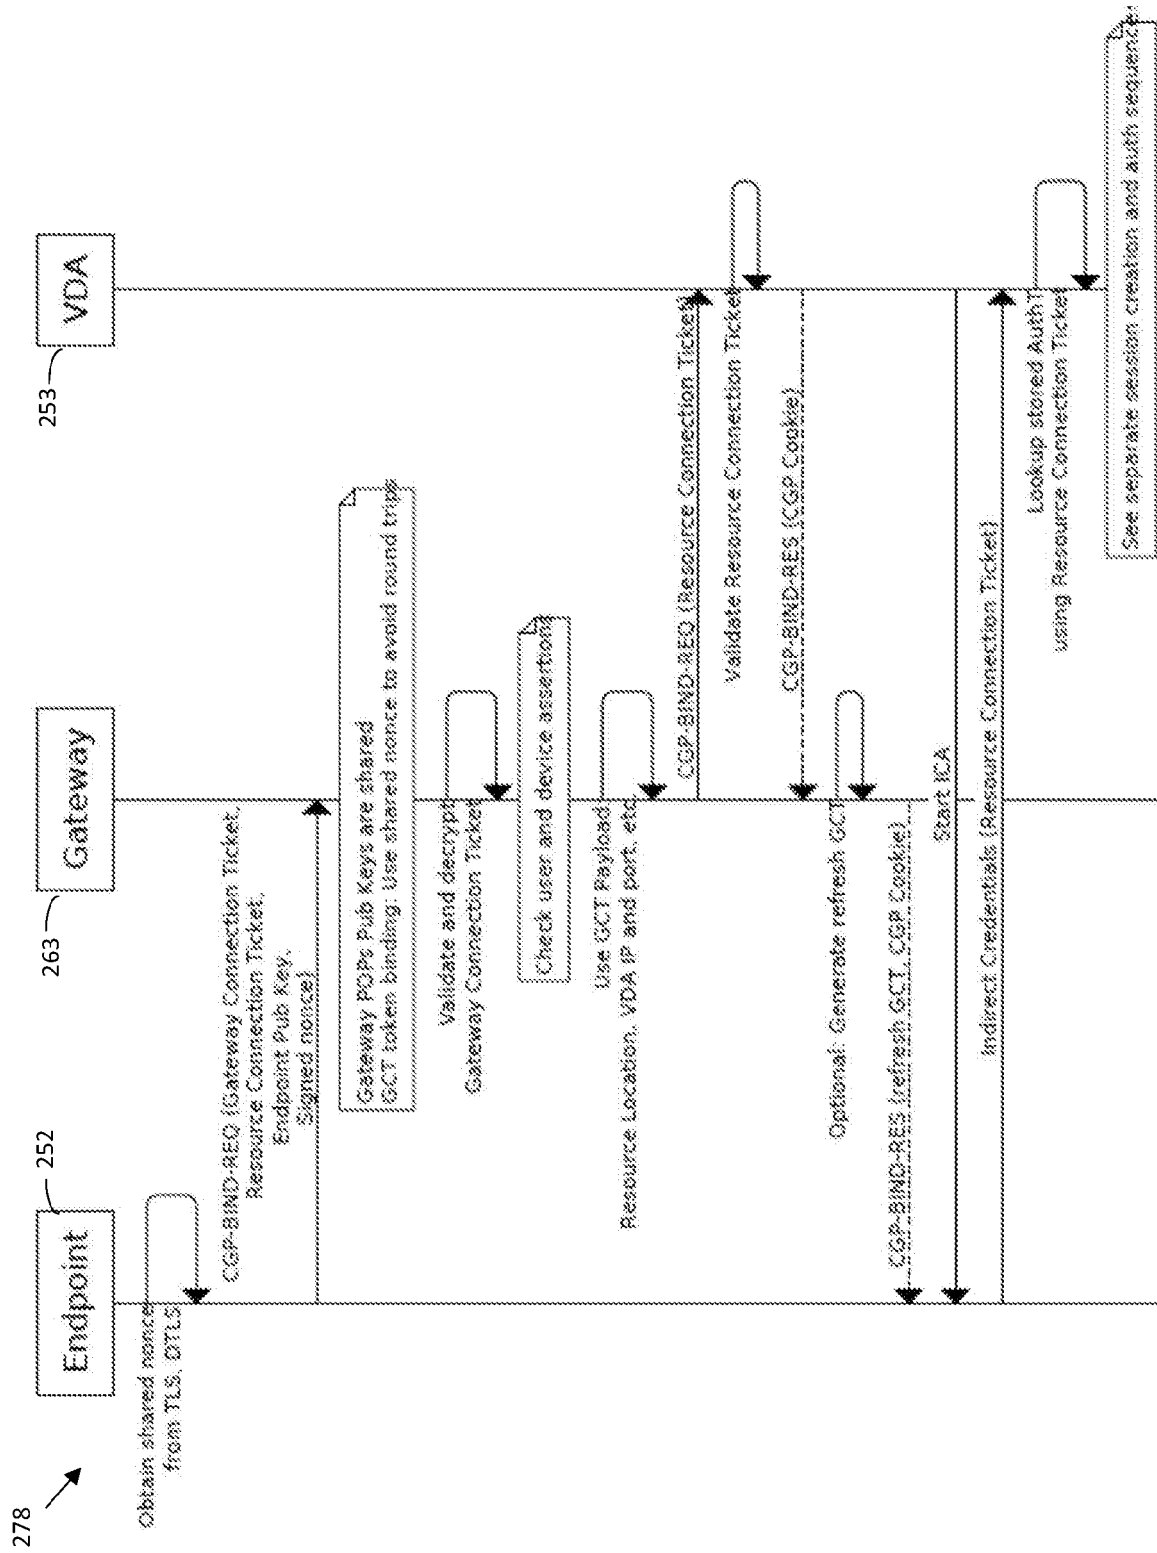 278
Endpoint
252
Gateway
263
VDA
253
Obtain shared nonce
from TLS, DTLS
CGP-BIND-REQ (Gateway Connection Ticket,
Resource Connection Ticket,
Endpoint Pub Key,
Signed nonce)
Gateway POPs Pub Keys are shared
GCT token binding: Use shared nonce to avoid round trips
Validate and decrypt
Gateway Connection Ticket
Check user and device assertions
Use GCT Payload
Resource Location, VDA IP and port, etc.
CGP-BIND-REQ (Resource Connection Ticket)
Validate Resource Connection Ticket
CGP-BIND-RES (CGP Cookie)
Optional: Generate refresh GCT
CGP-BIND-RES (refresh GCT, CGP Cookie)
Start ICA
Indirect Credentials (Resource Connection Ticket)
Lookup stored AuthT
using Resource Connection Ticket
See separate session creation and auth sequence